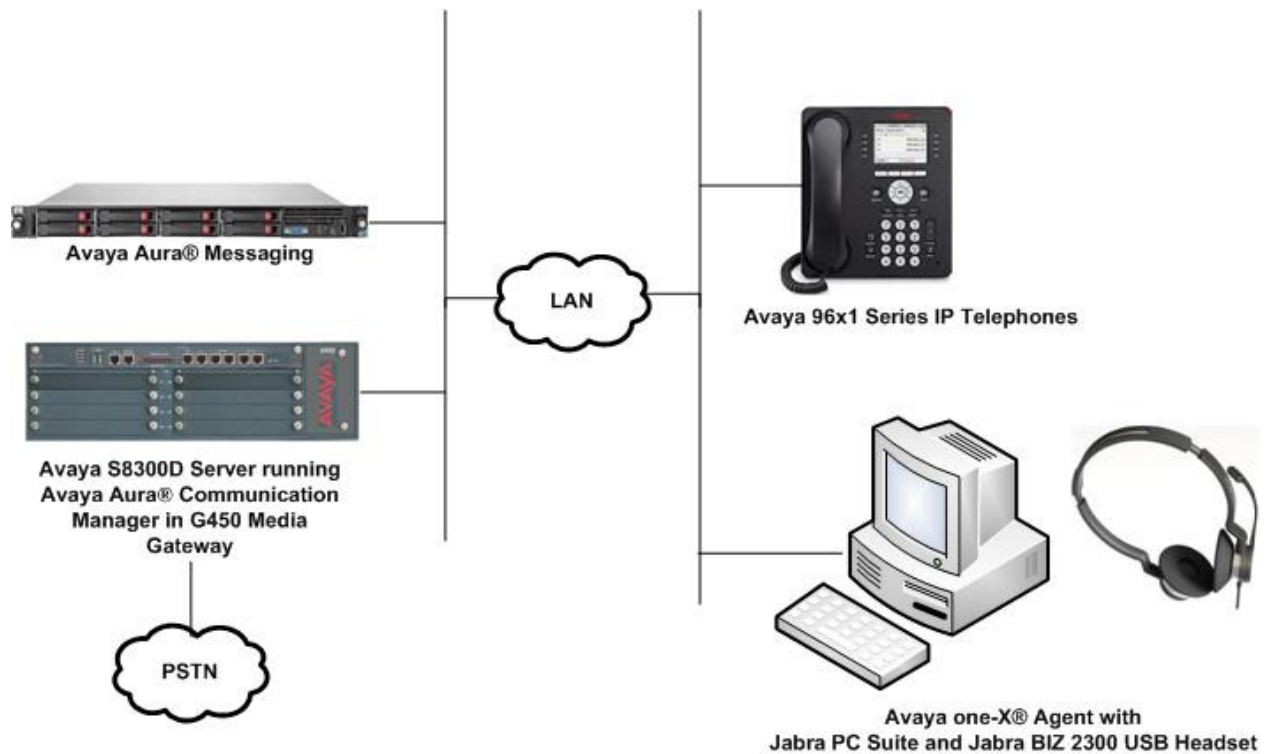 Avaya Aura® Messaging
LAN
Avaya 96x1 Series IP Telephones
AVAYA
Avaya S8300D Server running
Avaya Aura® Communication
Manager in G450 Media
Gateway
PSTN
Avaya one-X® Agent with
Jabra PC Suite and Jabra BIZ 2300 USB Headset